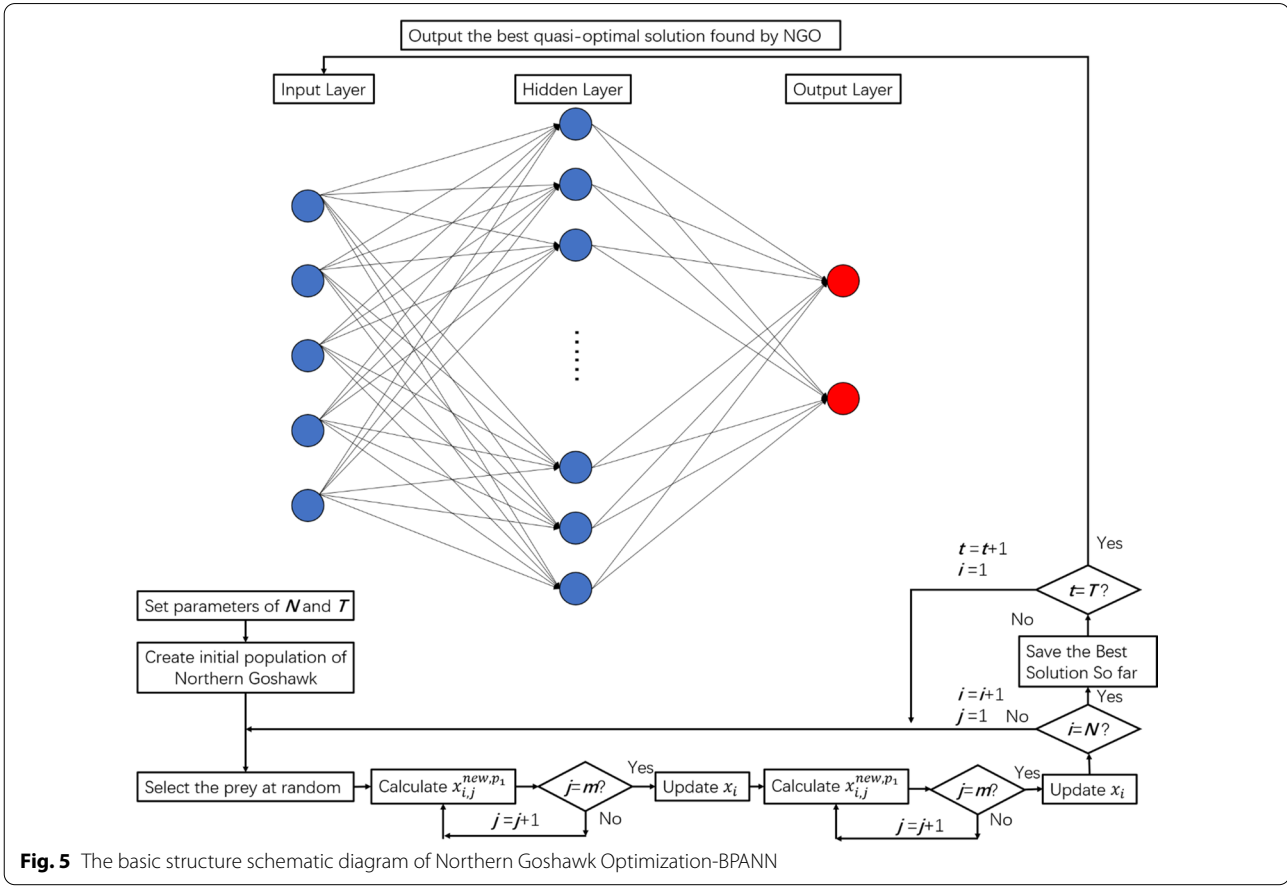 Output the best quasi-optimal solution found by NGO
Input Layer
Hidden Layer
Output Layer
t = t+1
i =1
Yes
t=T?
No
Set parameters of N and T
Create initial population of
Northern Goshawk
Save the Best
Solution So far
i = i+1
j =1
No
Yes
i=N?
Select the prey at random
Calculate $x_{i,j}^{new,p_1}$
j=m?
Yes
No
j = j+1
Update $x_i$
Calculate $x_{i,j}^{new,p_1}$
j=m?
Yes
No
j = j+1
Update $x_i$
Fig. 5 The basic structure schematic diagram of Northern Goshawk Optimization-BPANN